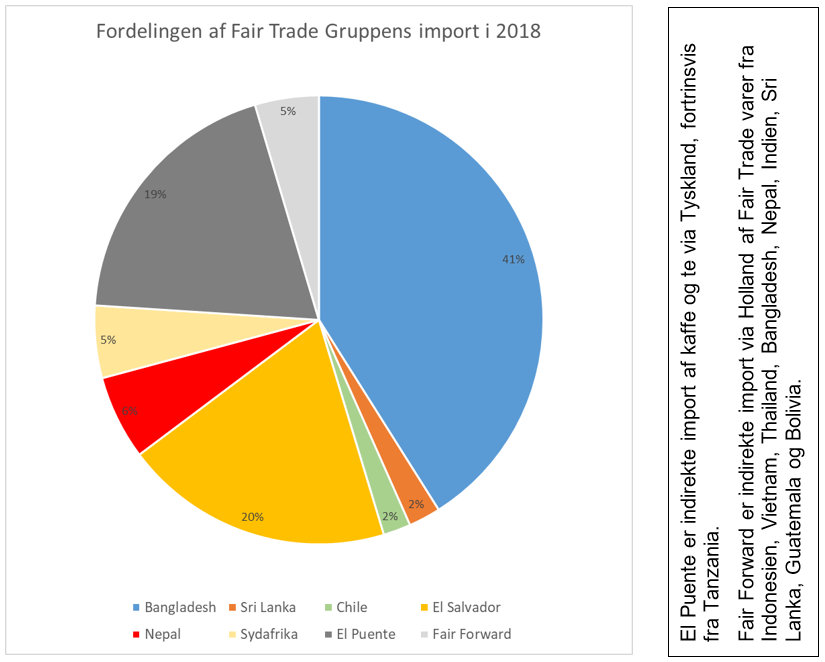 Fordelingen af Fair Trade Gruppens import i 2018
5%
41%
19%
5%
6%
2%
2%
20%
Bangladesh Sri Lanka Chile El Salvador
Nepal Sydafrika El Puente Fair Forward
El Puente er indirekte import af kaffe og te via Tyskland, fortrinsvis
fra Tanzania.
Fair Forward er indirekte import via Holland af Fair Trade varer fra
Indonesien, Vietnam, Thailand, Bangladesh, Nepal, Indien, Sri
Lanka, Guatemala og Bolivia.